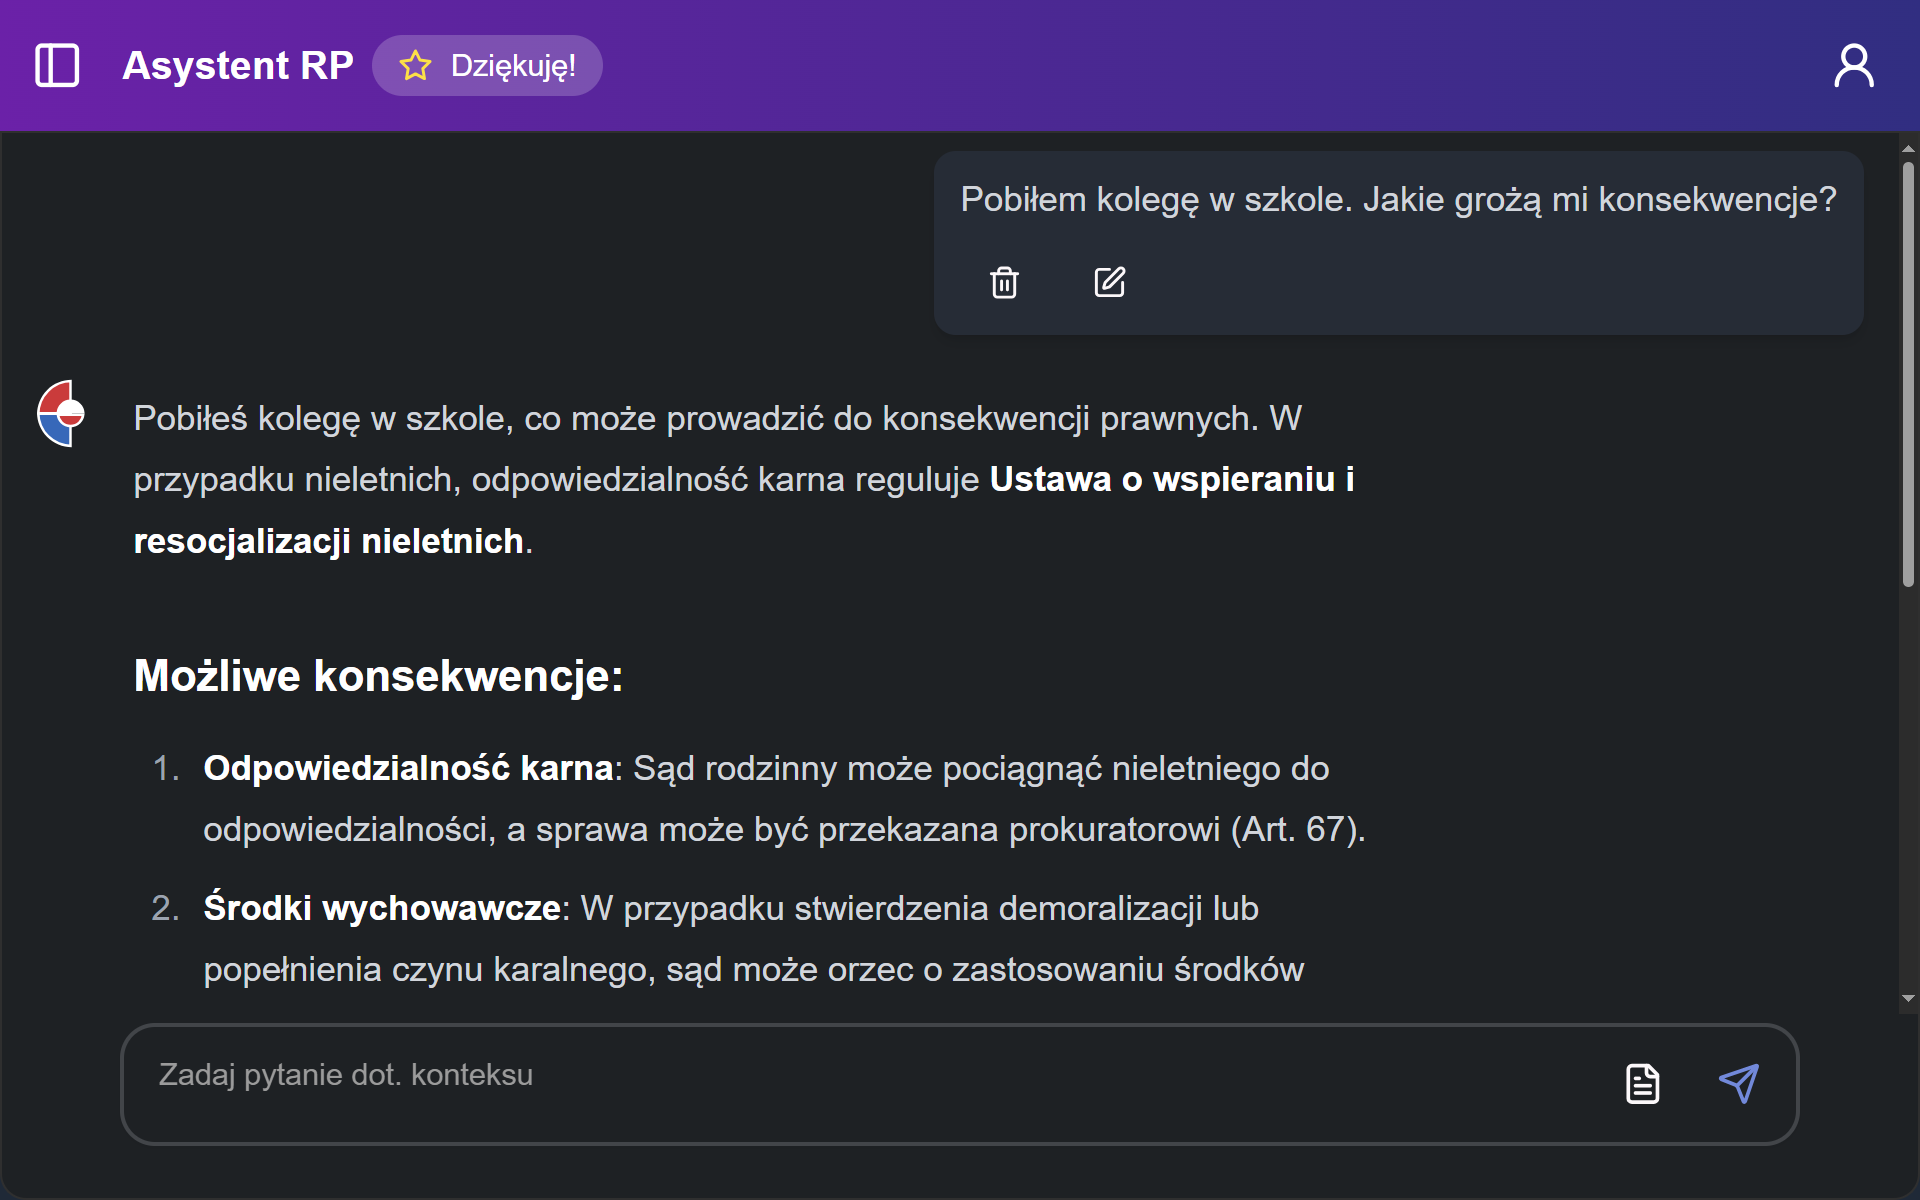 Asystent RP
Dziękuję!
Pobiłem kolegę w szkole. Jakie grożą mi konsekwencje?
Pobiłeś kolegę w szkole, co może prowadzić do konsekwencji prawnych. W
przypadku nieletnich, odpowiedzialność karna reguluje Ustawa o wspieraniu i
resocjalizacji nieletnich.
Możliwe konsekwencje:
1. Odpowiedzialność karna: Sąd rodzinny może pociągnąć nieletniego do
odpowiedzialności, a sprawa może być przekazana prokuratorowi (Art. 67).
2. Środki wychowawcze: W przypadku stwierdzenia demoralizacji lub
popełnienia czynu karalnego, sąd może orzec o zastosowaniu środków
Zadaj pytanie dot. konteksu